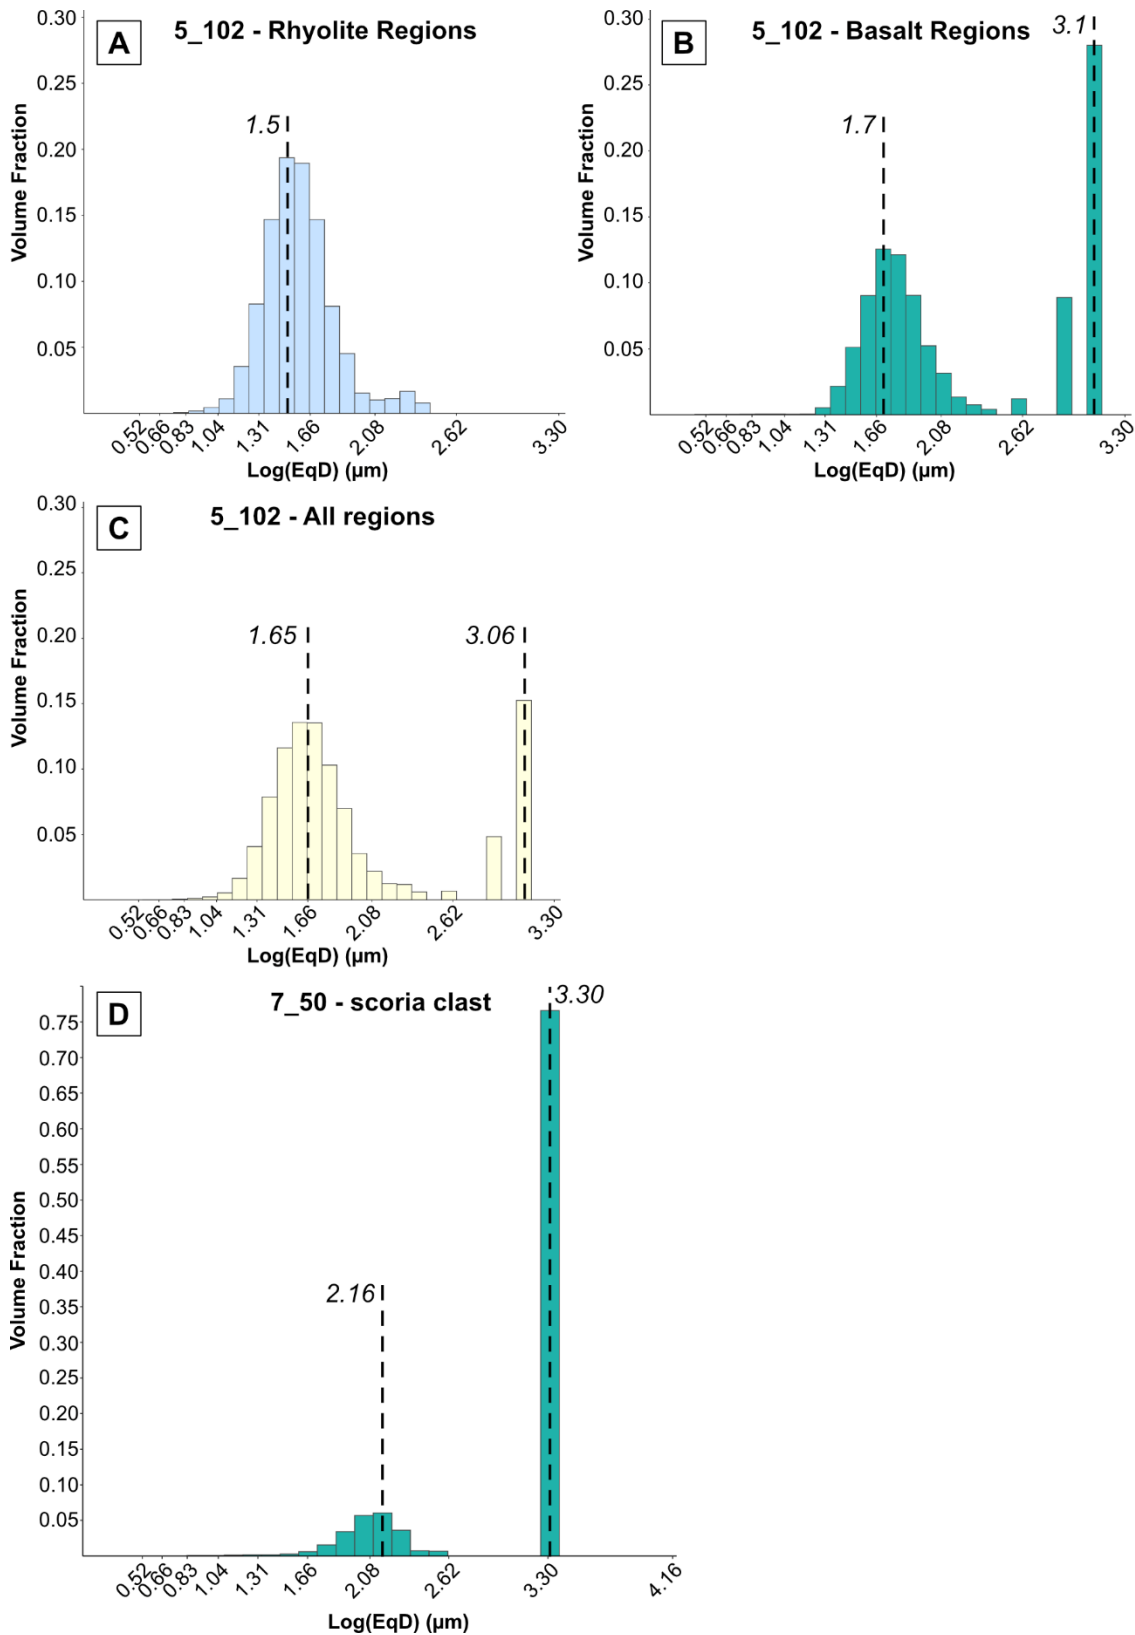 A
5_102 - Rhyolite Regions
0.30
0.25
0.20
0.15
0.10
0.05
Volume Fraction
1.5
0.52 0.66 0.83 1.04 1.31 1.66 2.08 2.62 3.30
Log(EqD) (µm)
B
5_102 - Basalt Regions
3.1
0.30
0.25
0.20
0.15
0.10
0.05
Volume Fraction
1.7
0.52 0.66 0.83 1.04 1.31 1.66 2.08 2.62 3.30
Log(EqD) (µm)
C
5_102 - All regions
0.30
0.25
0.20
0.15
0.10
0.05
Volume Fraction
1.65
3.06
0.52 0.66 0.83 1.04 1.31 1.66 2.08 2.62 3.30
Log(EqD) (µm)
D
7_50 - scoria clast
3.30
0.75
0.70
0.65
0.60
0.55
0.50
0.45
0.40
0.35
0.30
0.25
0.20
0.15
0.10
0.05
Volume Fraction
2.16
0.52 0.66 0.83 1.04 1.31 1.66 2.08 2.62 3.30 4.16
Log(EqD) (µm)